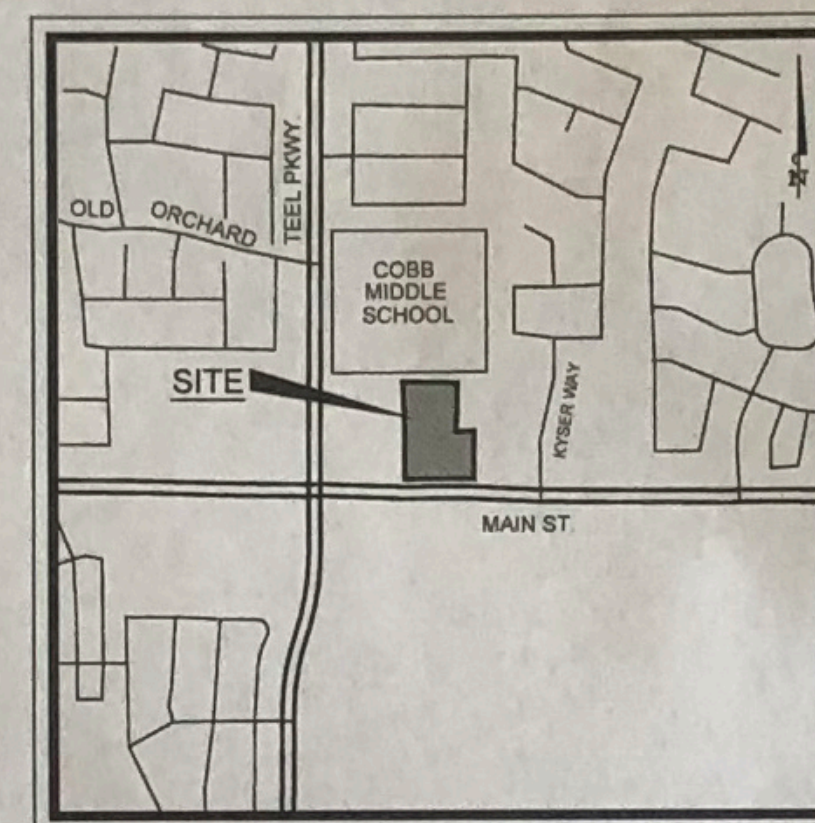 OLD ORCHARD
TEEL PKWY.
COBB
MIDDLE
SCHOOL
SITE
KYSER WAY
MAIN ST.
N